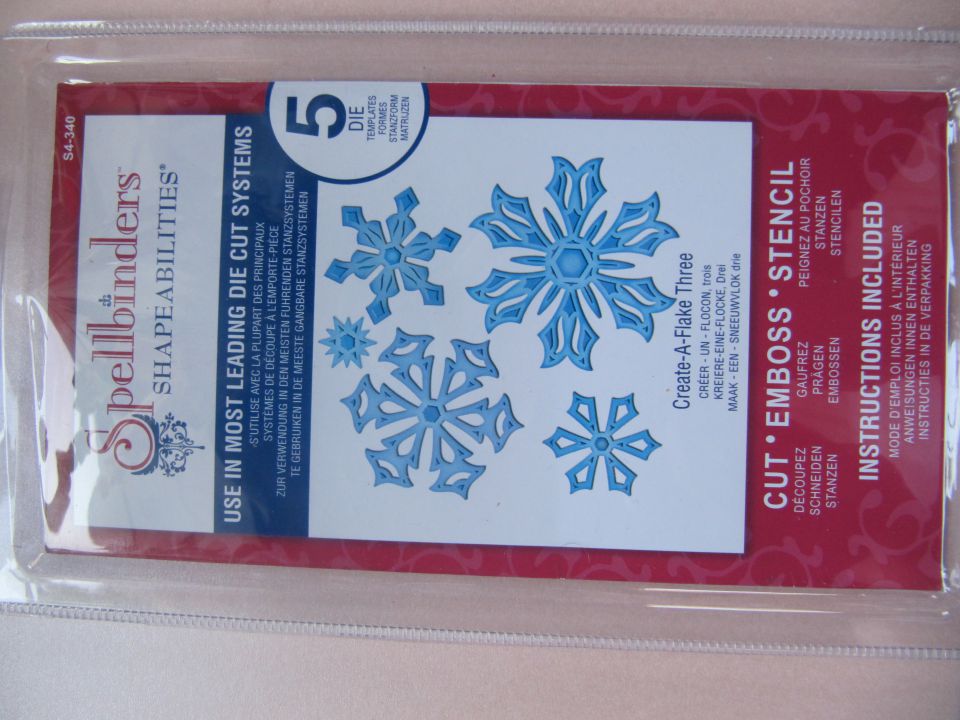 S4-340
Spellbinders™
SHAPEABILITIES®
USE IN MOST LEADING DIE CUT SYSTEMS
S'UTILISE AVEC LA PLUPART DES PRINCIPAUX
SYSTÈMES DE DÉCOUPE À L'EMPORTE-PIÈCE
ZUR VERWENDUNG IN DEN MEISTEN FÜHRENDEN STANZSYSTEMEN
TE GEBRUIKEN IN DE MEESTE GANGBARE STANZSYSTEMEN
5
DIE
TEMPLATES
FORMES
STANZFORM
MATRIJZEN
Create-A-Flake Three
CRÉER - UN - FLOCON, trois
KREIERE-EINE-FLOCKE, Drei
MAAK - EEN - SNEEUWVLOK drie
CUT • EMBOSS • STENCIL
DÉCOUPEZ GAUFREZ PEIGNEZ AU POCHOIR
SCHNEIDEN PRÄGEN STANZEN
STANZEN EMBOSSEN STENCILEN
INSTRUCTIONS INCLUDED
MODE D'EMPLOI INCLUS À L'INTÉRIEUR
ANWEISUNGEN INNEN ENTHALTEN
INSTRUCTIES IN DE VERPAKKING